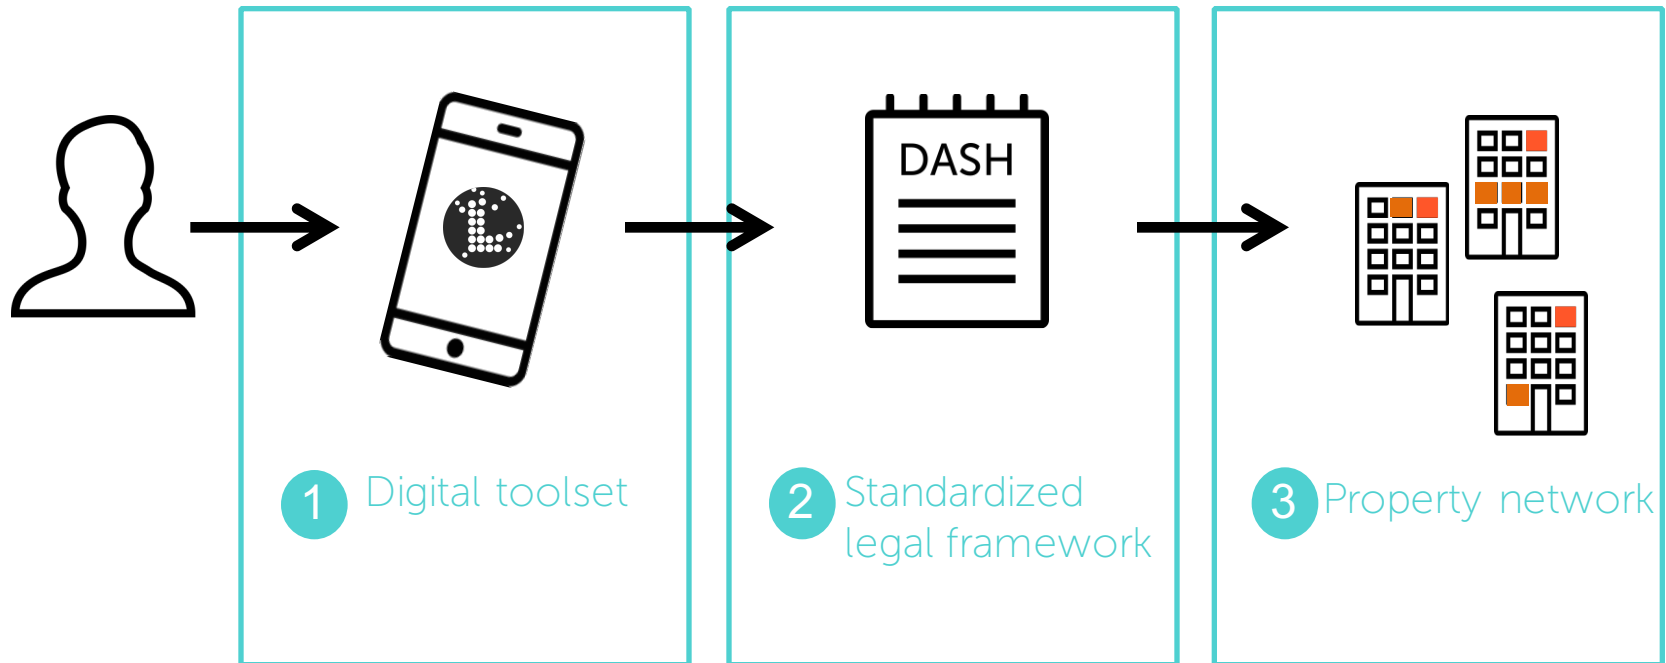 L
DASH
1
Digital toolset
2
Standardized
legal framework
3
Property network